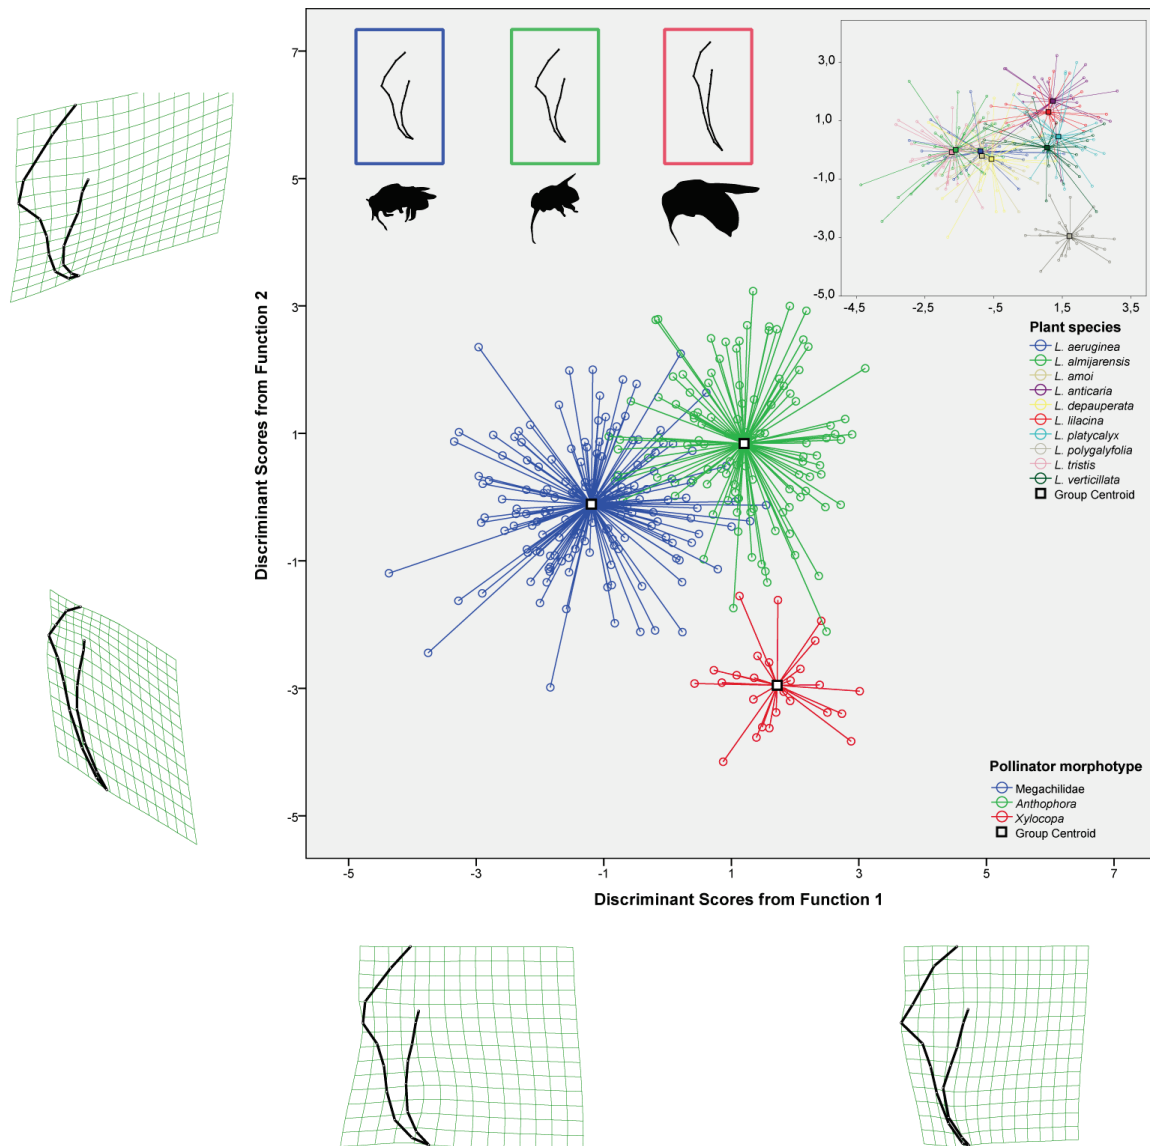 7
5
3
1
-1
-3
-5
Discriminant Scores from Function 2
-5
-3
-1
1
3
5
7
Discriminant Scores from Function 1
3,0
1,0
-1,0
-3,0
-5,0
-4,5
-2,5
-,5
1,5
3,5
Plant species
L. aeruginea
L. almijarensis
L. amoi
L. anticaria
L. depauperata
L. lilacina
L. platycalyx
L. polygalyfolia
L. tristis
L. verticillata
Group Centroid
Pollinator morphotype
Megachilidae
Anthophora
Xylocopa
Group Centroid